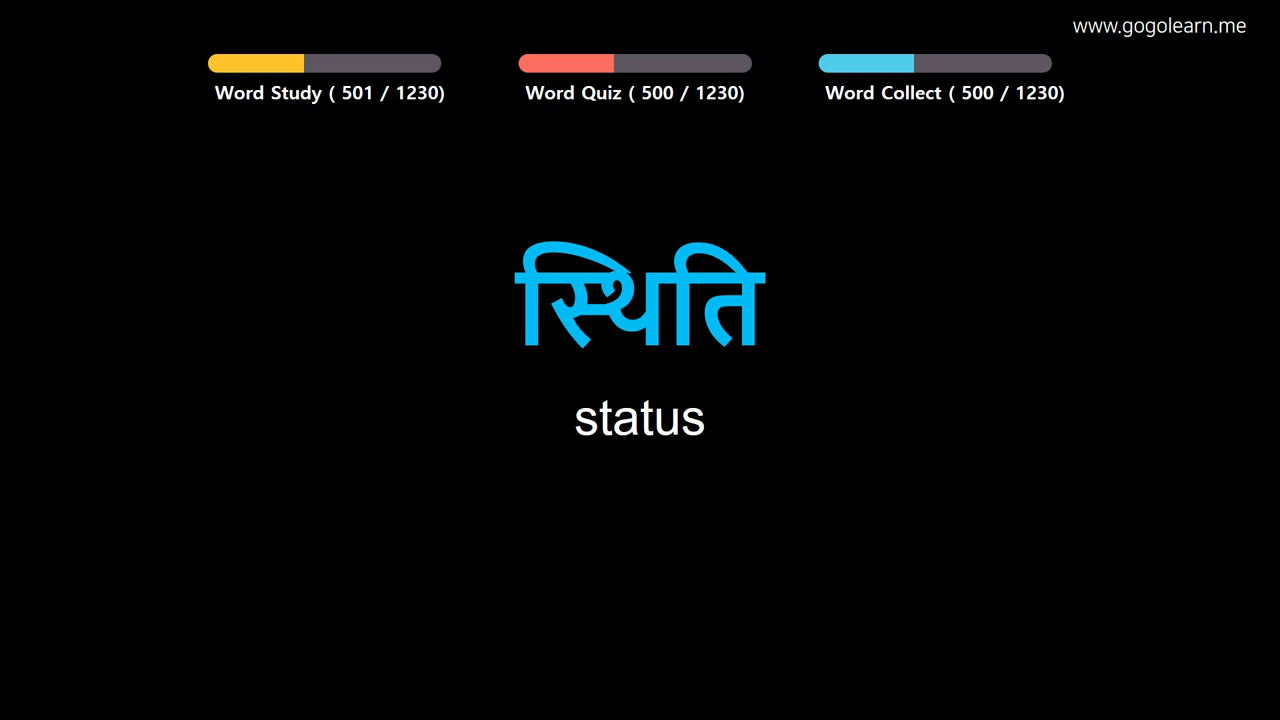 www.gogolearn.me
Word Study ( 501 / 1230)
Word Quiz ( 500 / 1230)
Word Collect ( 500 / 1230)
स्थिति
status